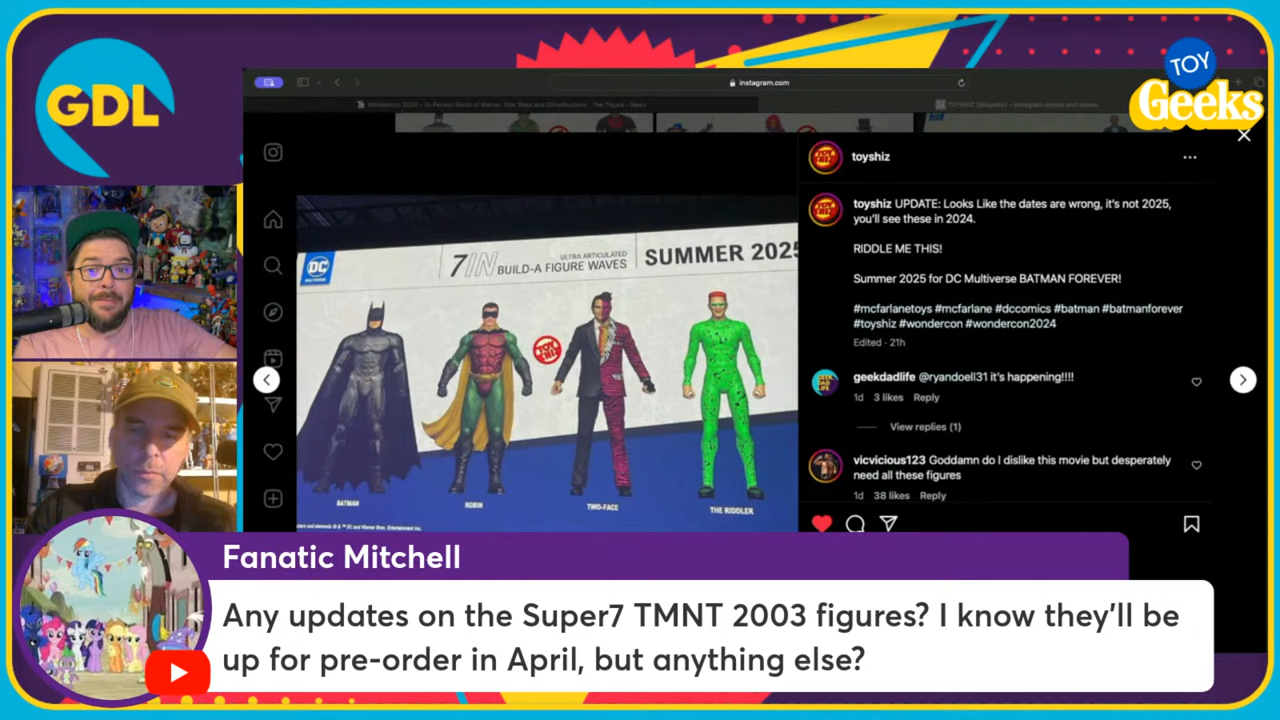 GDL
TOY
Geeks
instagram.com
toyshiz
toyshiz UPDATE: Looks Like the dates are wrong, it's not 2025,
you'll see these in 2024.
RIDDLE ME THIS!
Summer 2025 for DC Multiverse BATMAN FOREVER!
#mcfarlanetoys #mcfarlane #dccomics #batman #batmanforever
#toyshiz #wondercon #wondercon2024
Edited · 21h
geekdadlife @ryandoell31 it's happening!!!!
1d 3 likes Reply
View replies (1)
vicvicious123 Goddamn do I dislike this movie but desperately
need all these figures
1d 38 likes Reply
DC
7IN
ULTRA ARTICULATED
BUILD-A FIGURE WAVES
SUMMER 2025
TOY
SHIZ
BATMAN
ROBIN
TWO-FACE
THE RIDDLER
Fanatic Mitchell
Any updates on the Super7 TMNT 2003 figures? I know they'll be
up for pre-order in April, but anything else?